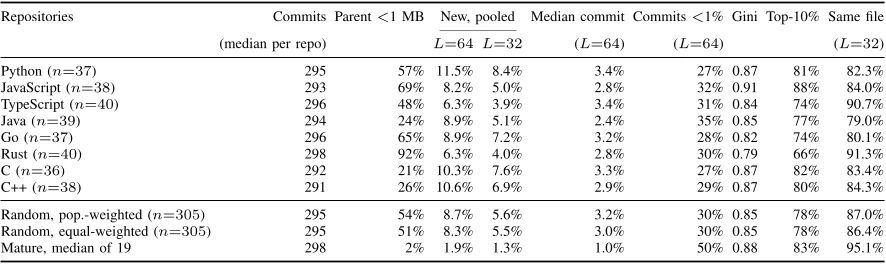 Repositories Commits Parent <1 MB New, pooled Median commit Commits <1% Gini Top-10% Same file
(median per repo) L=64 L=32 (L=64) (L=64) (L=32)
Python (n=37) 295 57% 11.5% 8.4% 3.4% 27% 0.87 81% 82.3%
JavaScript (n=38) 293 69% 8.2% 5.0% 2.8% 32% 0.91 88% 84.0%
TypeScript (n=40) 296 48% 6.3% 3.9% 3.4% 31% 0.84 74% 90.7%
Java (n=39) 294 24% 8.9% 5.1% 2.4% 35% 0.85 77% 79.0%
Go (n=37) 296 65% 8.9% 7.2% 3.2% 28% 0.82 74% 80.1%
Rust (n=40) 298 92% 6.3% 4.0% 2.8% 30% 0.79 66% 91.3%
C (n=36) 292 21% 10.3% 7.6% 3.3% 27% 0.87 82% 83.4%
C++ (n=38) 291 26% 10.6% 6.9% 2.9% 29% 0.87 80% 84.3%
Random, pop.-weighted (n=305) 295 54% 8.7% 5.6% 3.2% 30% 0.85 78% 87.0%
Random, equal-weighted (n=305) 295 51% 8.3% 5.5% 3.0% 30% 0.85 78% 86.4%
Mature, median of 19 298 2% 1.9% 1.3% 1.0% 50% 0.88 83% 95.1%